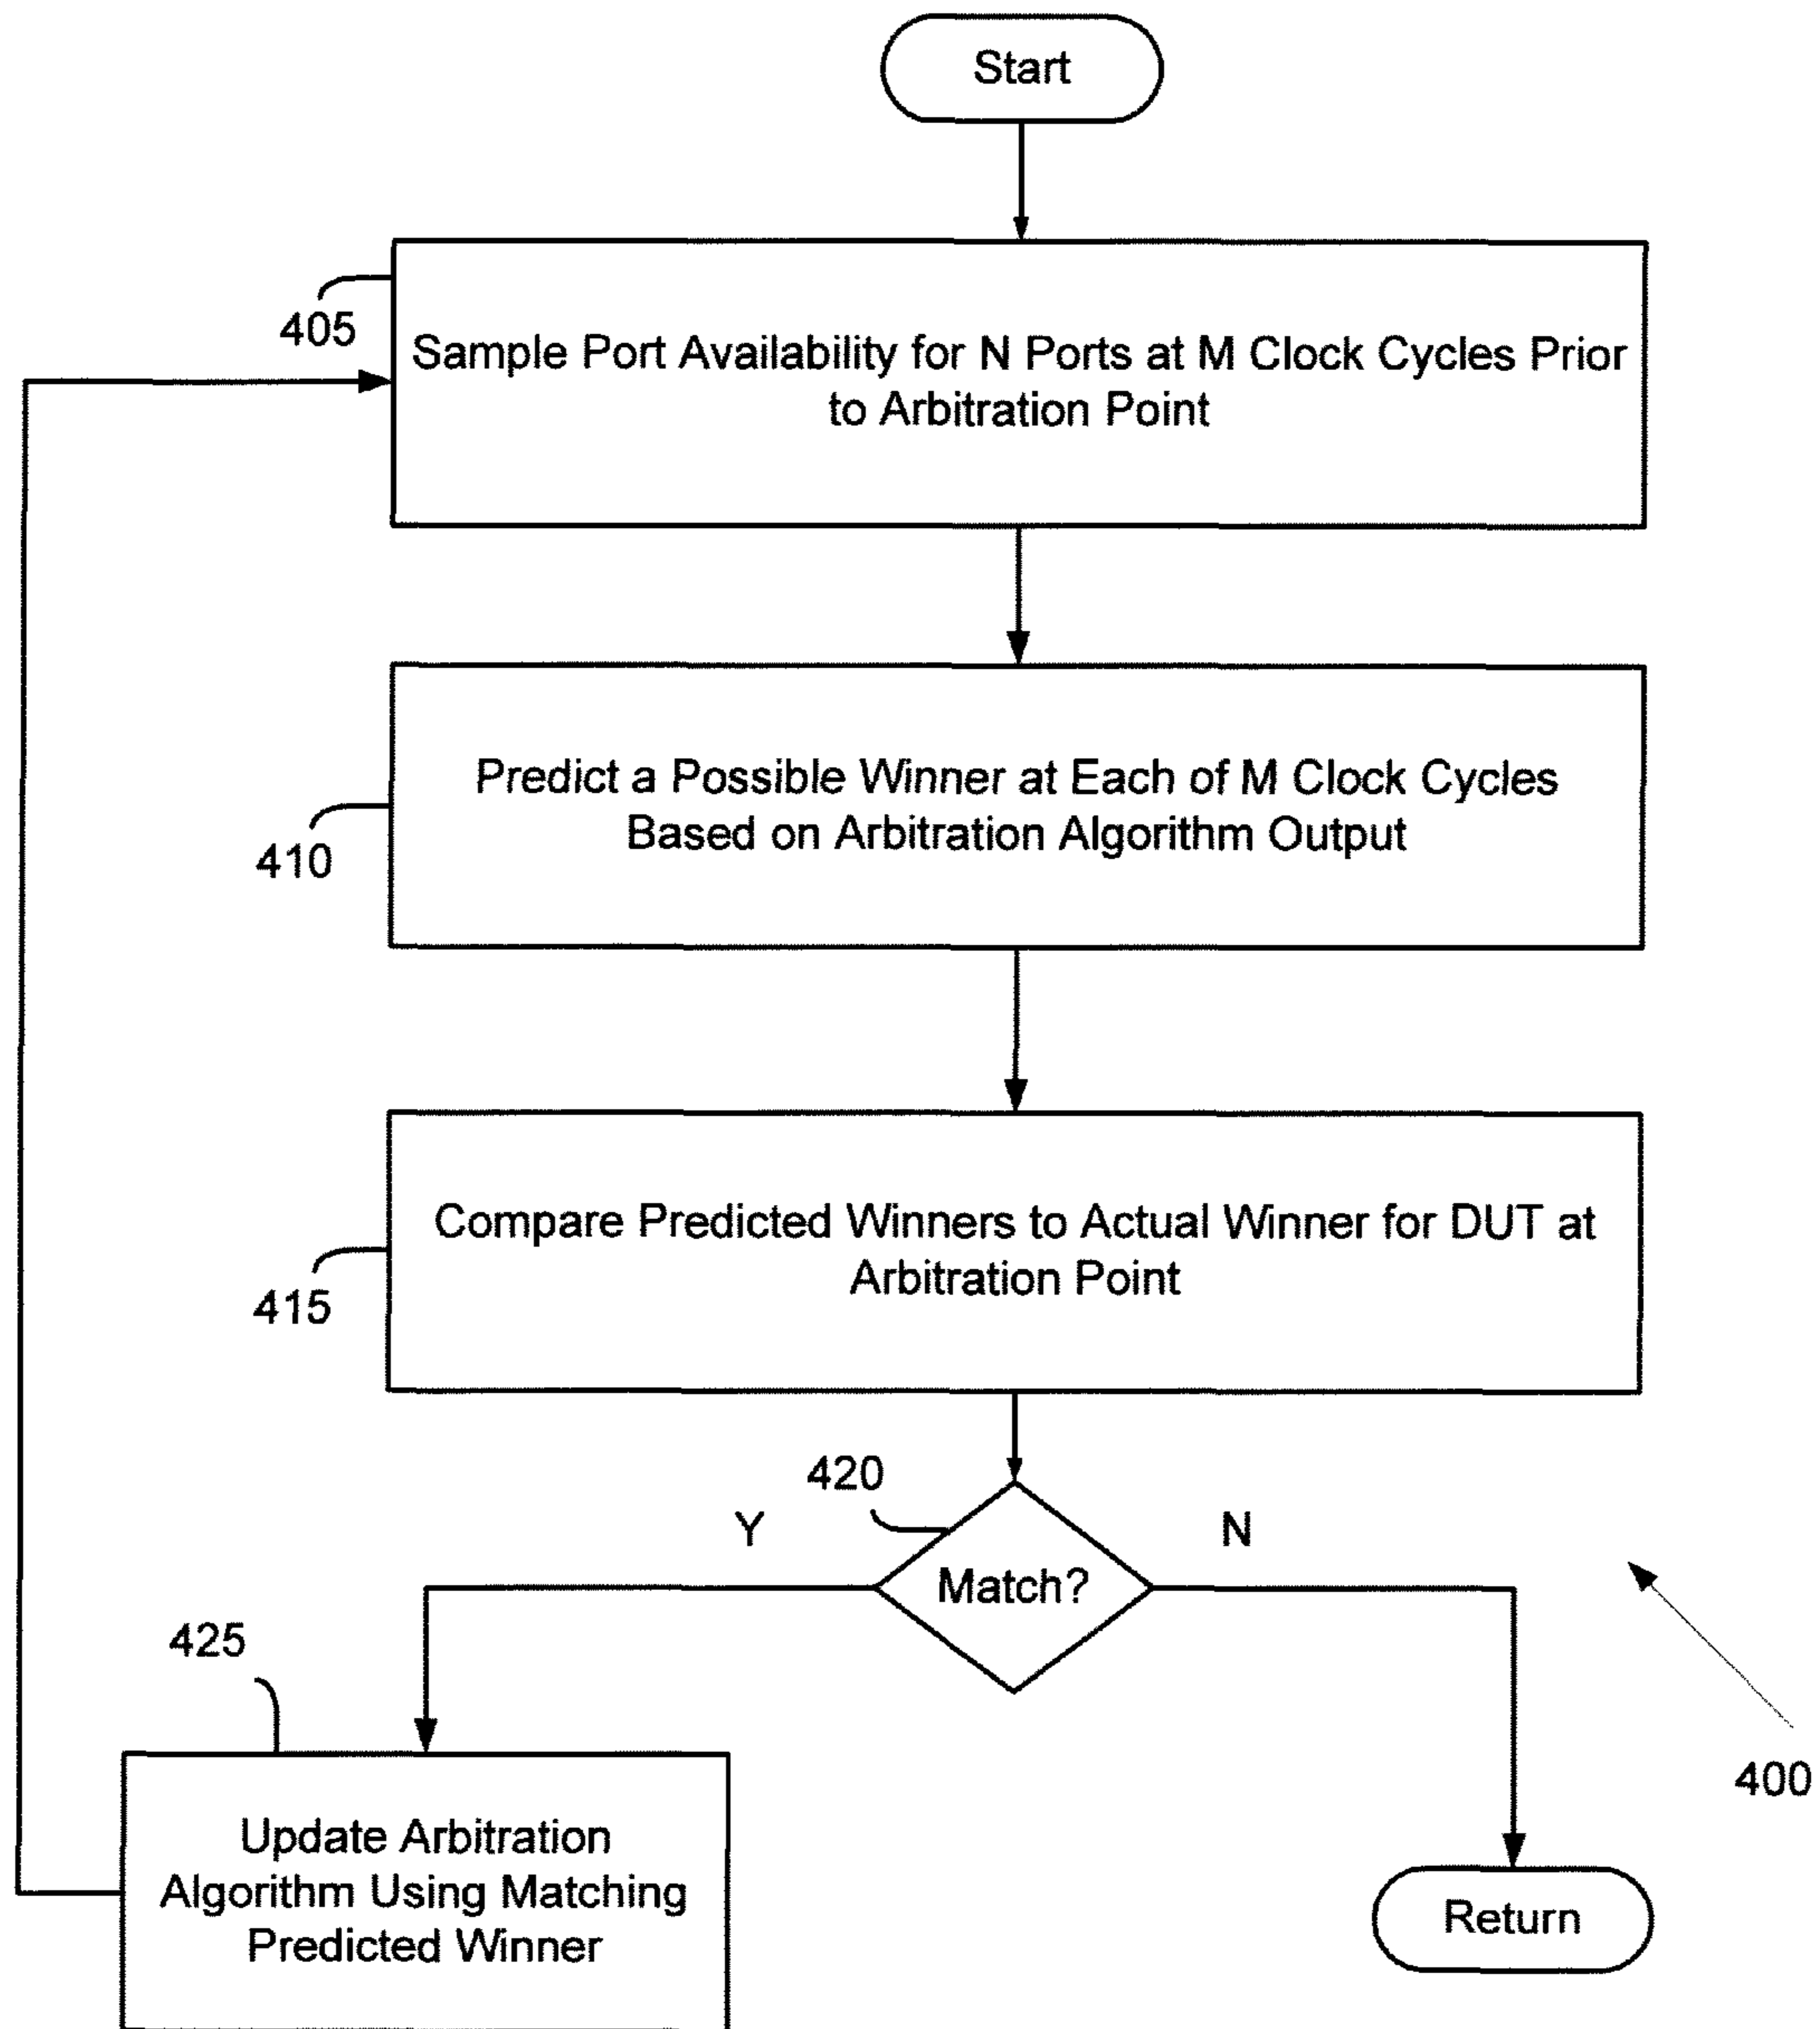 Start
405
Sample Port Availability for N Ports at M Clock Cycles Prior
to Arbitration Point
Predict a Possible Winner at Each of M Clock Cycles
Based on Arbitration Algorithm Output
410
Compare Predicted Winners to Actual Winner for DUT at
Arbitration Point
415
420
Y
N
Match?
425
400
Update Arbitration
Algorithm Using Matching
Predicted Winner
Return